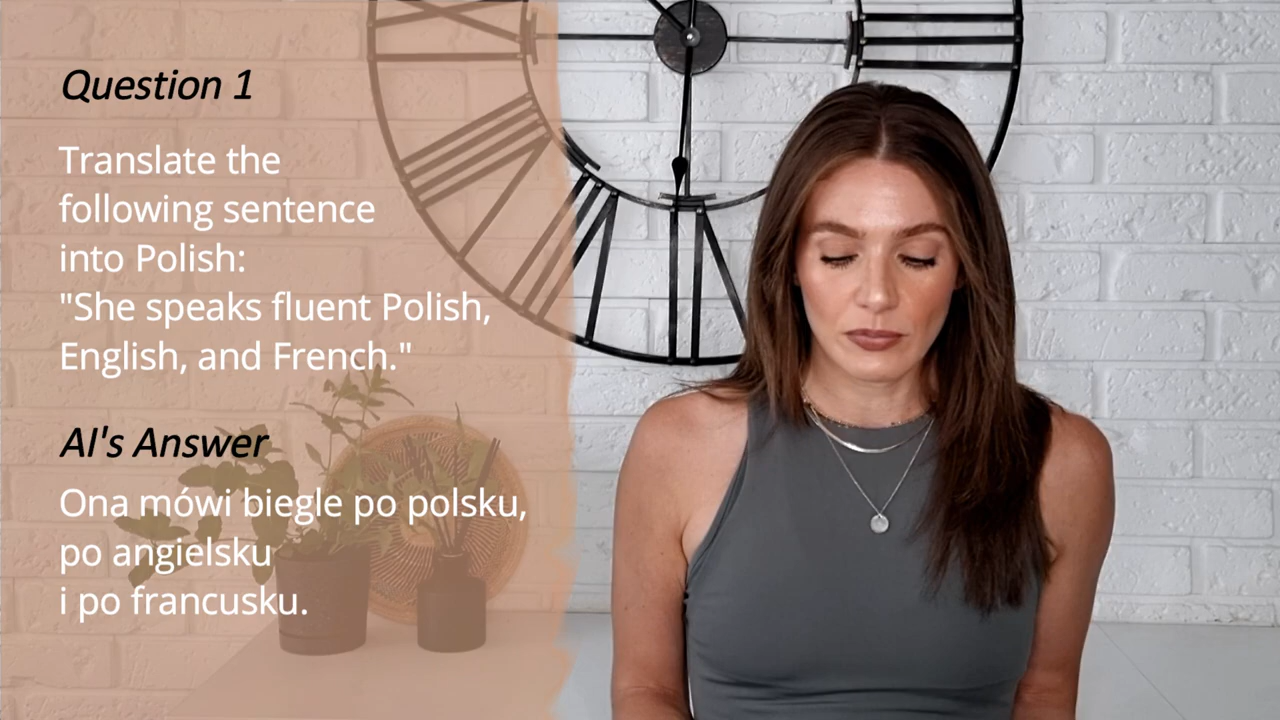 Question 1
Translate the
following sentence
into Polish:
"She speaks fluent Polish,
English, and French."
AI's Answer
Ona mówi biegle po polsku,
po angielsku
i po francusku.